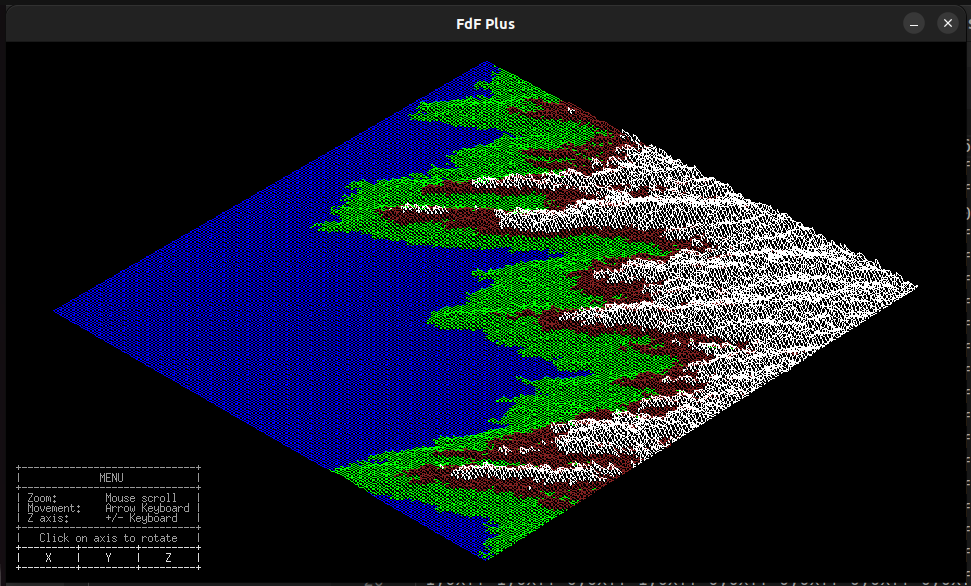 FdF Plus
MENU
Zoom: Mouse scroll
Movement: Arrow Keyboard
Z axis: +/- Keyboard
Click on axis to rotate
X Y Z